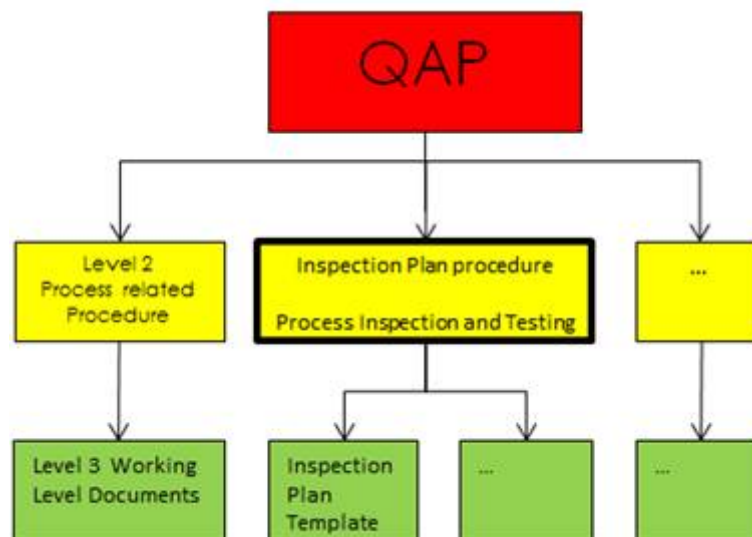 QAP
Level 2
Process related
Procedure
Inspection Plan procedure
Process Inspection and Testing
...
Level 3 Working
Level Documents
Inspection
Plan
Template
...
...